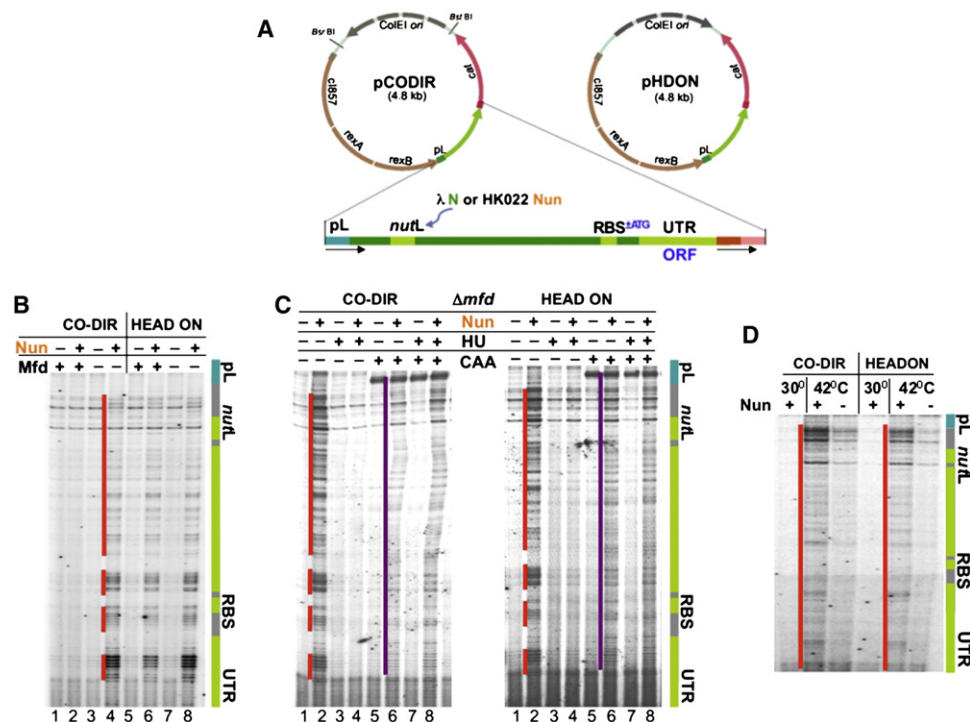 A
Bst BI
ColEI ori
Bst BI
cat
cI857
pCODIR
(4.8 kb)
rexA
rexB
pL
ColEI ori
cat
cI857
pHDON
(4.8 kb)
rexA
rexB
pL
λ N or HK022 Nun
pL
nutL
RBS±ATG
UTR
ORF
B
CO-DIR HEAD ON
Nun − + − + − + − +
Mfd + + − − + + − −
pL
nutL
RBS
UTR
1 2 3 4 5 6 7 8
C
CO-DIR Δmfd HEAD ON
− + − + − + − + Nun − + − + − + − +
− − + + − − + + HU − − + + − − + +
− − − − + + + + CAA − − − − + + + +
pL
nutL
RBS
UTR
1 2 3 4 5 6 7 8
1 2 3 4 5 6 7 8
D
CO-DIR HEADON
30⁰ 42⁰C 30⁰ 42⁰C
Nun + + − + + −
pL
nutL
RBS
UTR